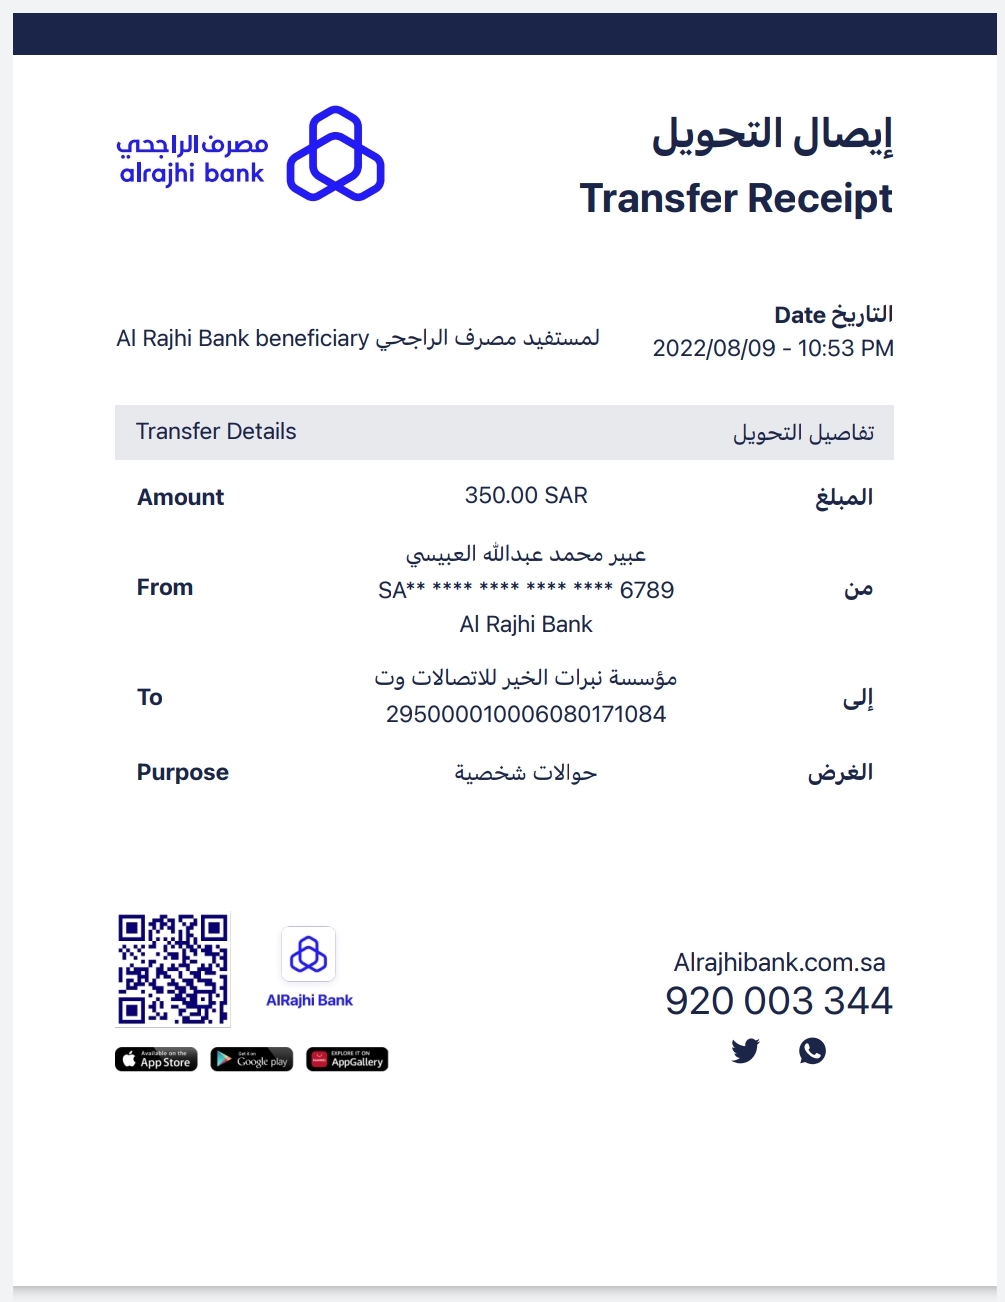 مصرف الراجحي
alrajhi bank
إيصال التحويل
Transfer Receipt
التاريخ Date
2022/08/09 - 10:53 PM
لمستفيد مصرف الراجحي Al Rajhi Bank beneficiary
Transfer Details تفاصيل التحويل
Amount 350.00 SAR المبلغ
عبير محمد عبدالله العبيسي
From SA** **** **** **** **** 6789 من
Al Rajhi Bank
مؤسسة نبرات الخير للاتصالات وت
To إلى
295000010006080171084
Purpose حوالات شخصية الغرض
AlRajhi Bank
Available on the
App Store
Get it on
Google play
EXPLORE IT ON
AppGallery
Alrajhibank.com.sa
920 003 344